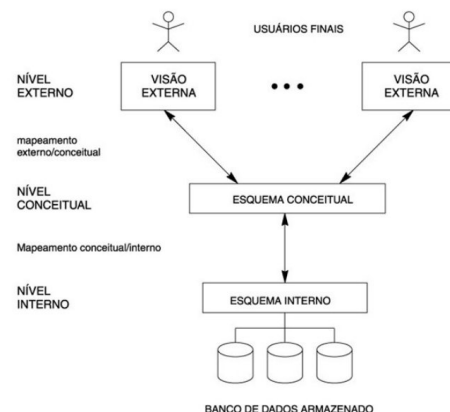 USUÁRIOS FINAIS
NÍVEL
EXTERNO
VISÃO
EXTERNA
VISÃO
EXTERNA
mapeamento
externo/conceitual
NÍVEL
CONCEITUAL
ESQUEMA CONCEITUAL
Mapeamento conceitual/interno
NÍVEL
INTERNO
ESQUEMA INTERNO
BANCO DE DADOS ARMAZENADO